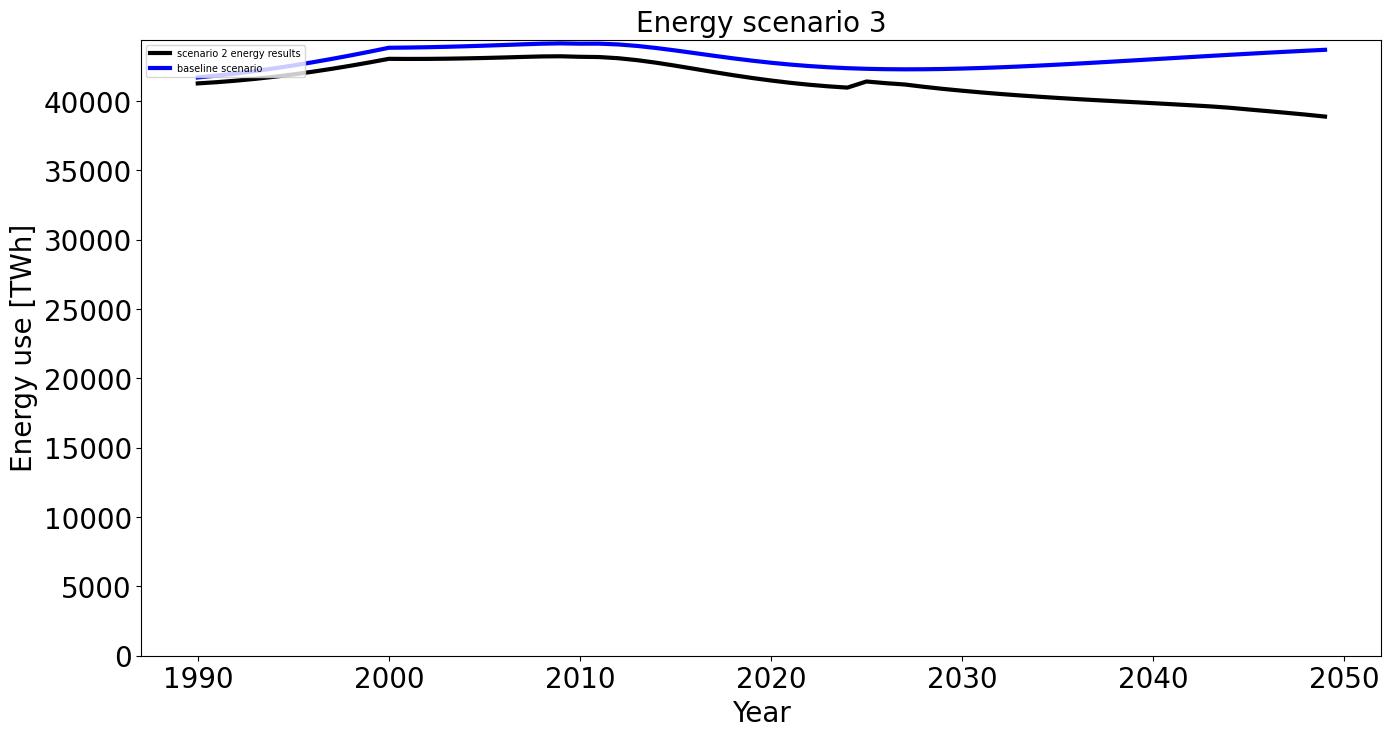 Energy scenario 3
scenario 2 energy results
baseline scenario
Energy use [TWh]
40000
35000
30000
25000
20000
15000
10000
5000
0
1990 2000 2010 2020 2030 2040 2050
Year